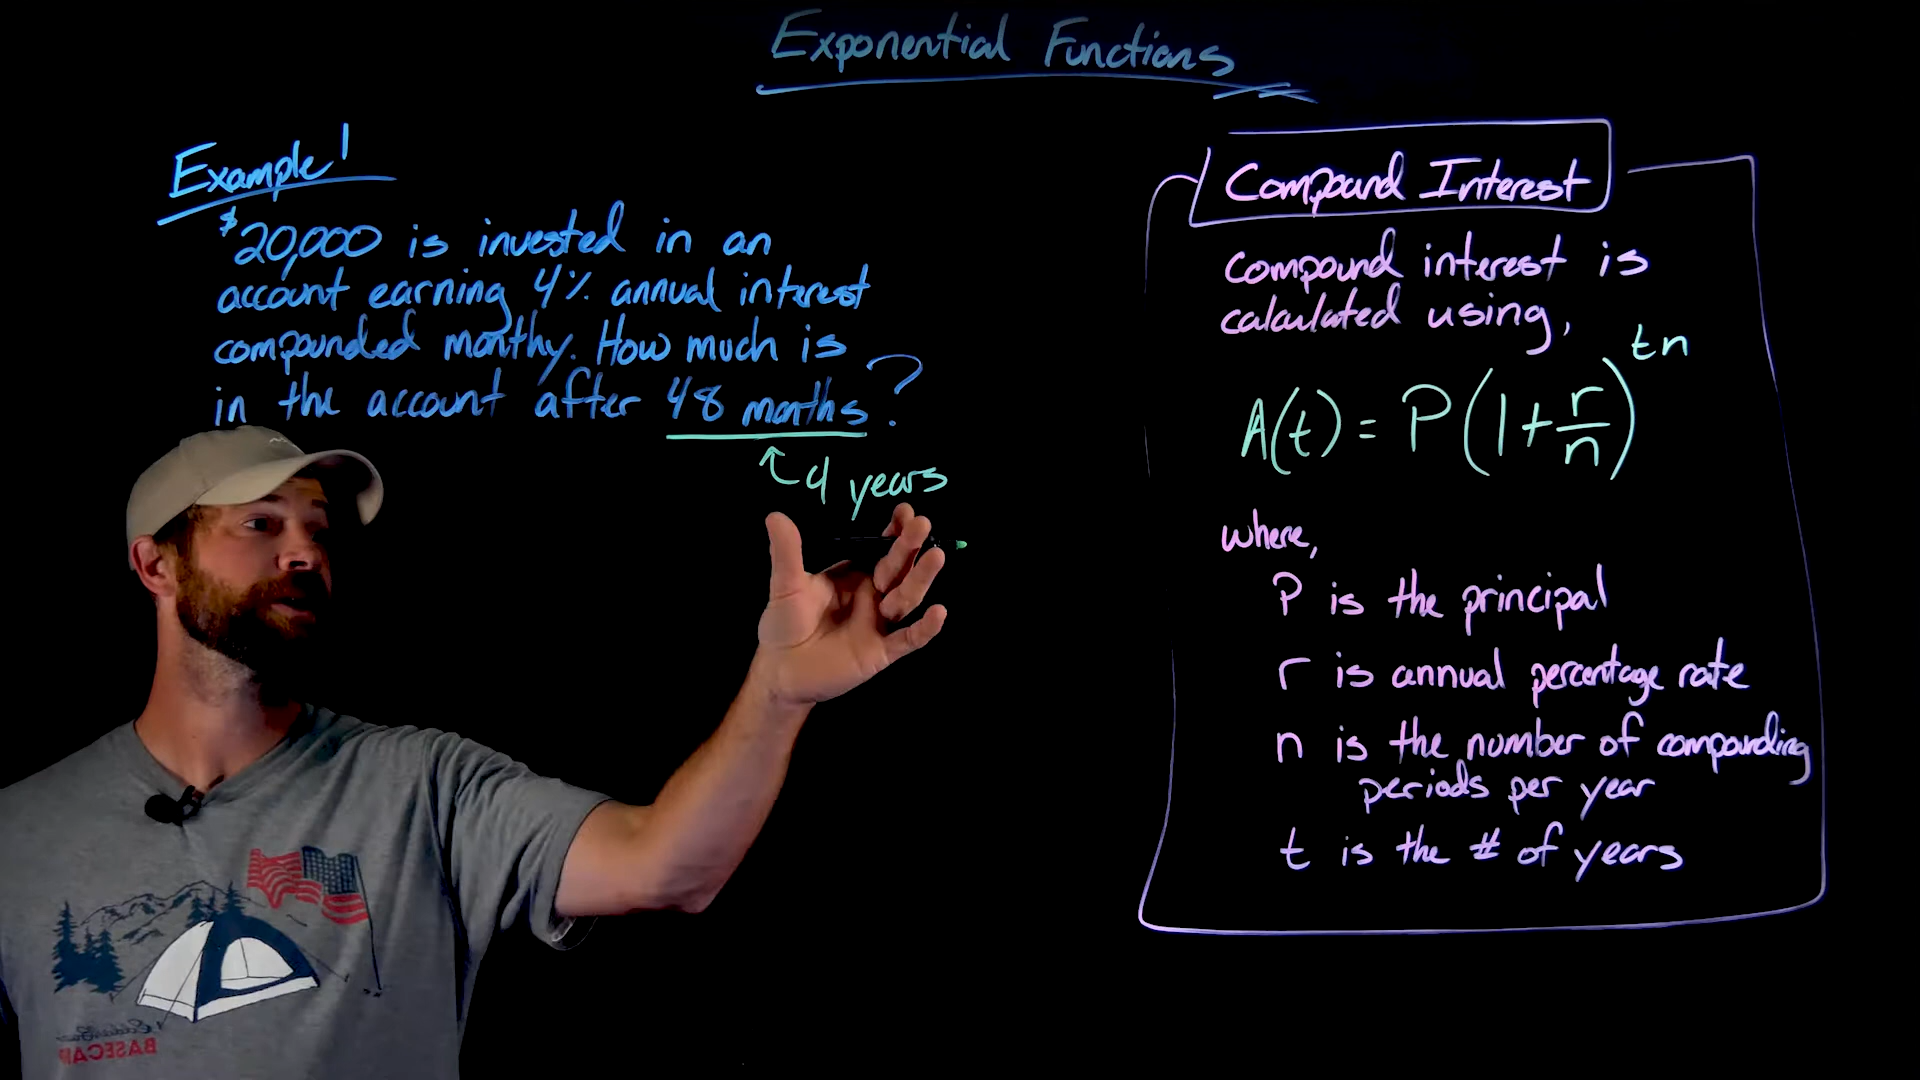 Exponential Functions
Example 1
$20,000 is invested in an
account earning 4% annual interest
compounded monthy. How much is
in the account after 48 months?
4 years
Compound Interest
compound interest is
calculated using,
A(t) = P(1+r/n)^tn
where,
P is the principal
r is annual percentage rate
n is the number of compounding
periods per year
t is the # of years
BASECAMP